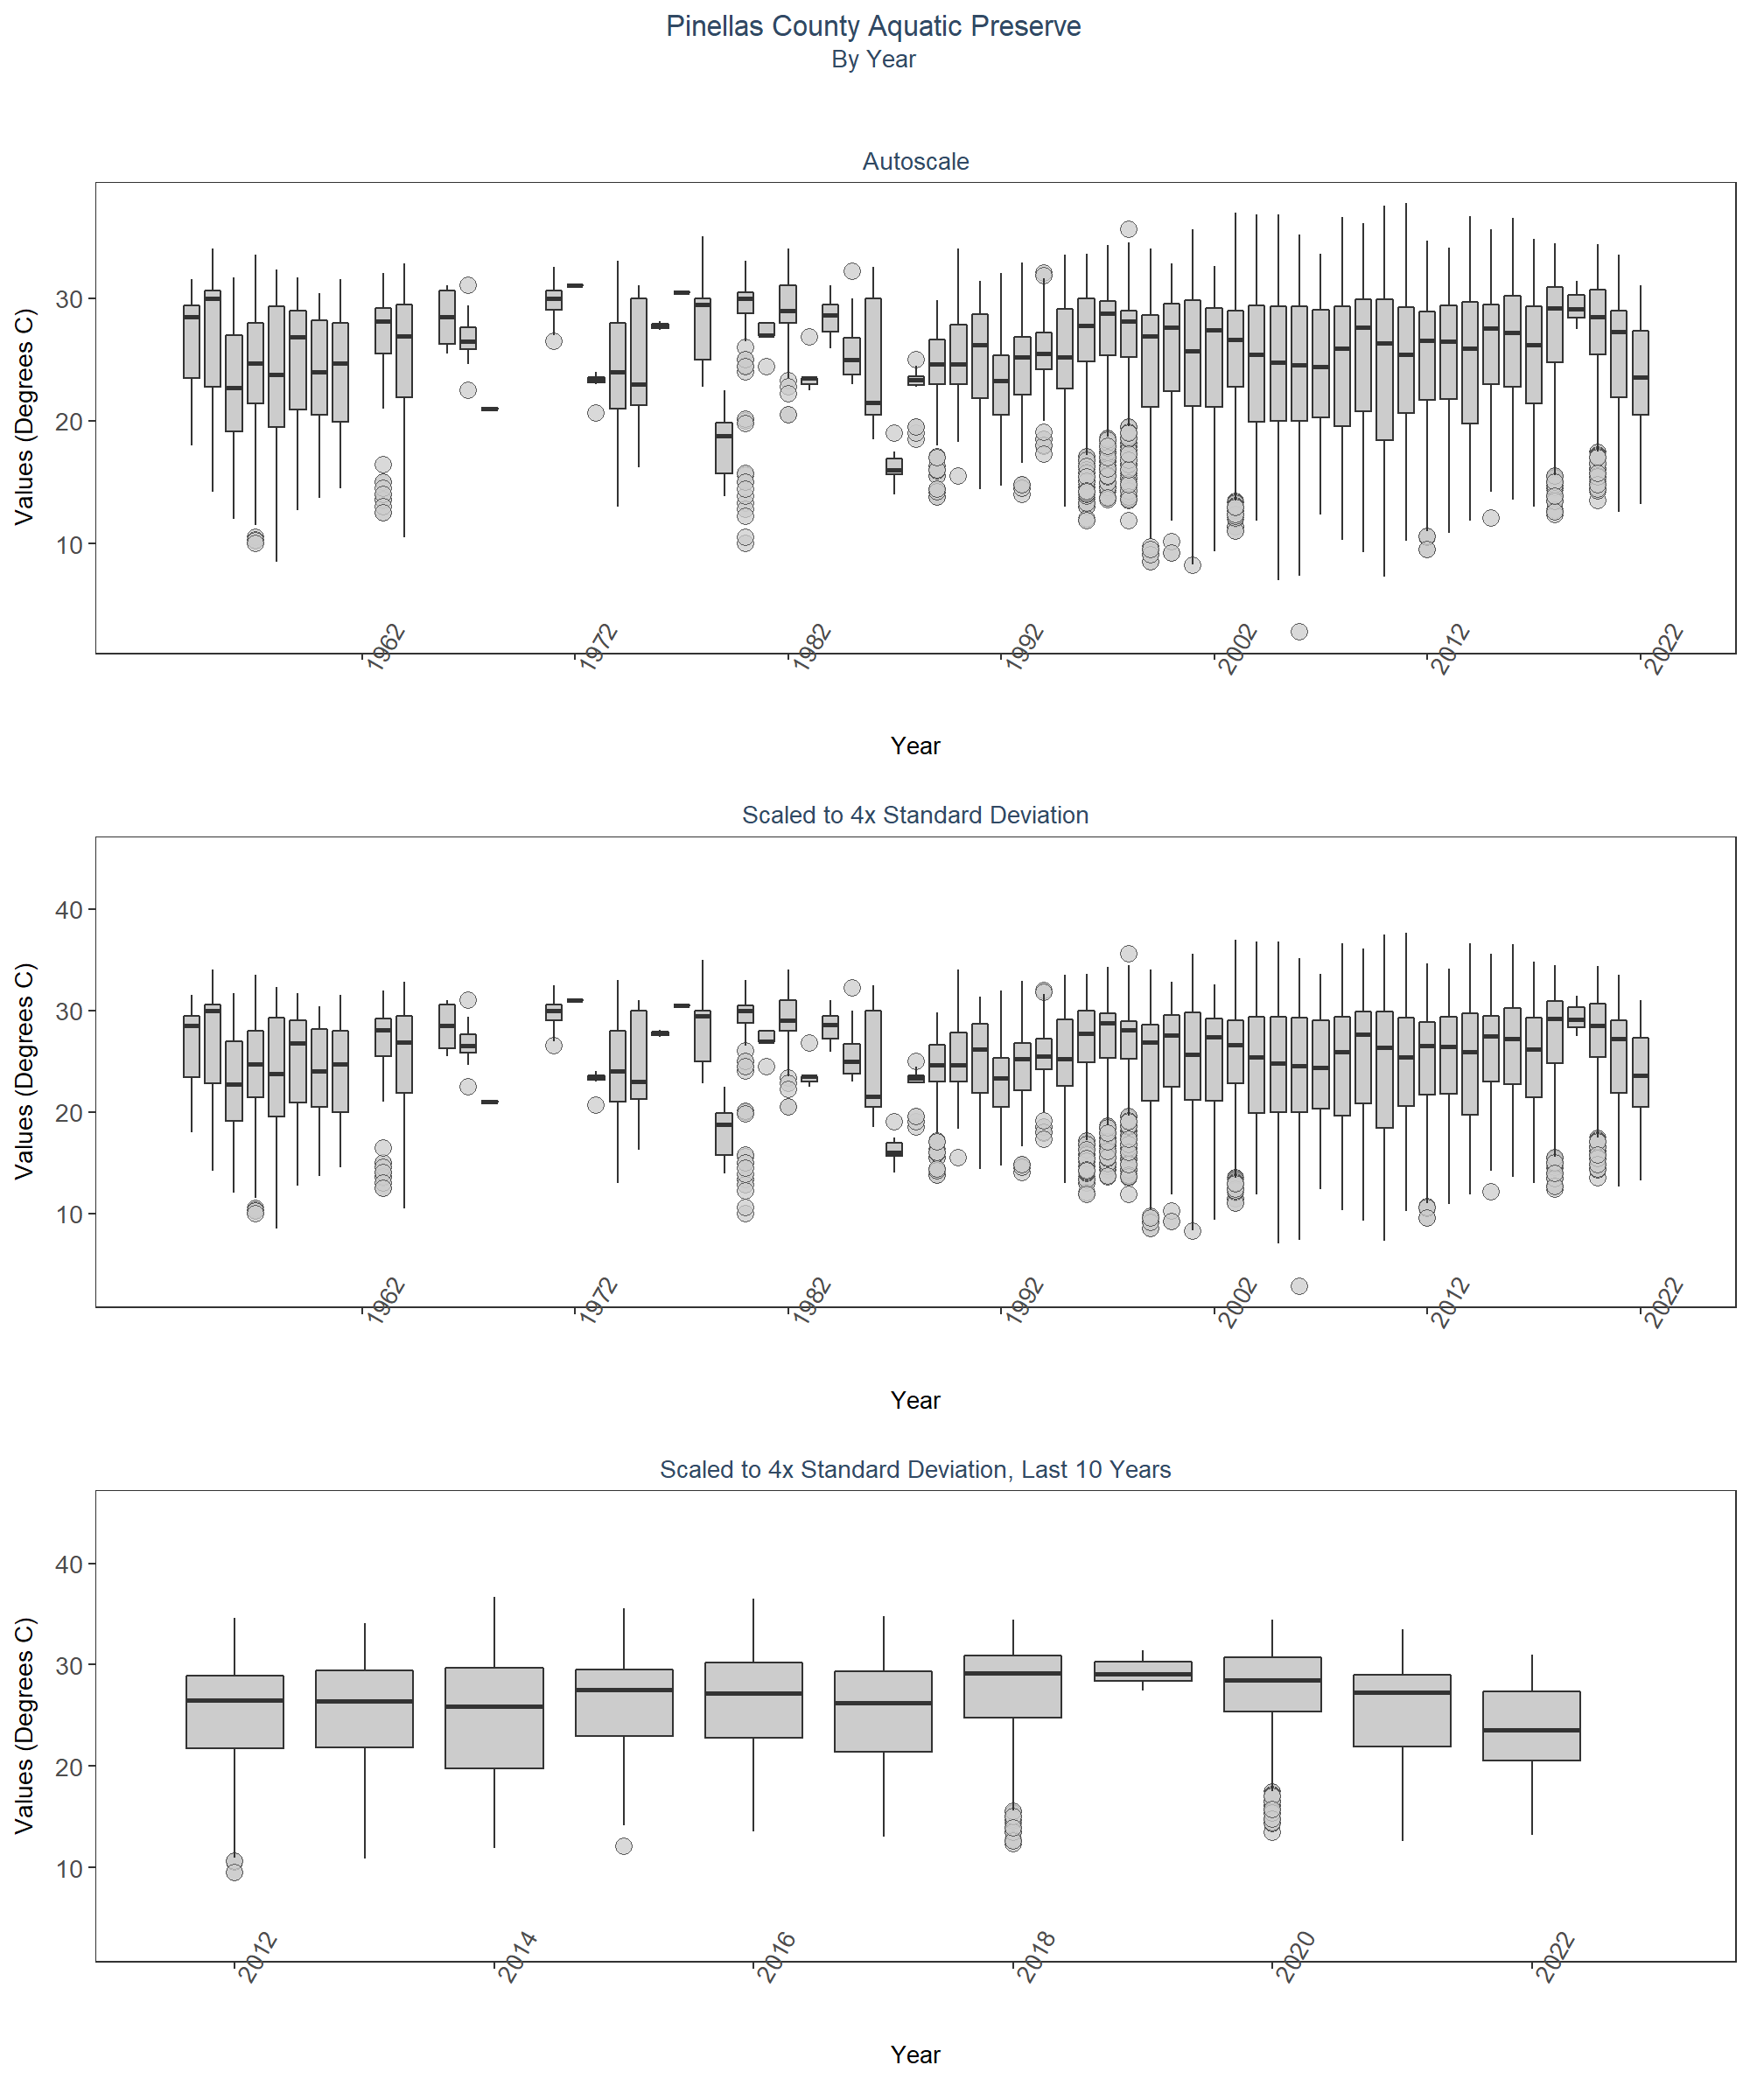 Pinellas County Aquatic Preserve
By Year
Autoscale
Values (Degrees C)
30
20
10
1962
1972
1982
1992
2002
2012
2022
Year
Scaled to 4x Standard Deviation
Values (Degrees C)
40
30
20
10
1962
1972
1982
1992
2002
2012
2022
Year
Scaled to 4x Standard Deviation, Last 10 Years
Values (Degrees C)
40
30
20
10
2012
2014
2016
2018
2020
2022
Year